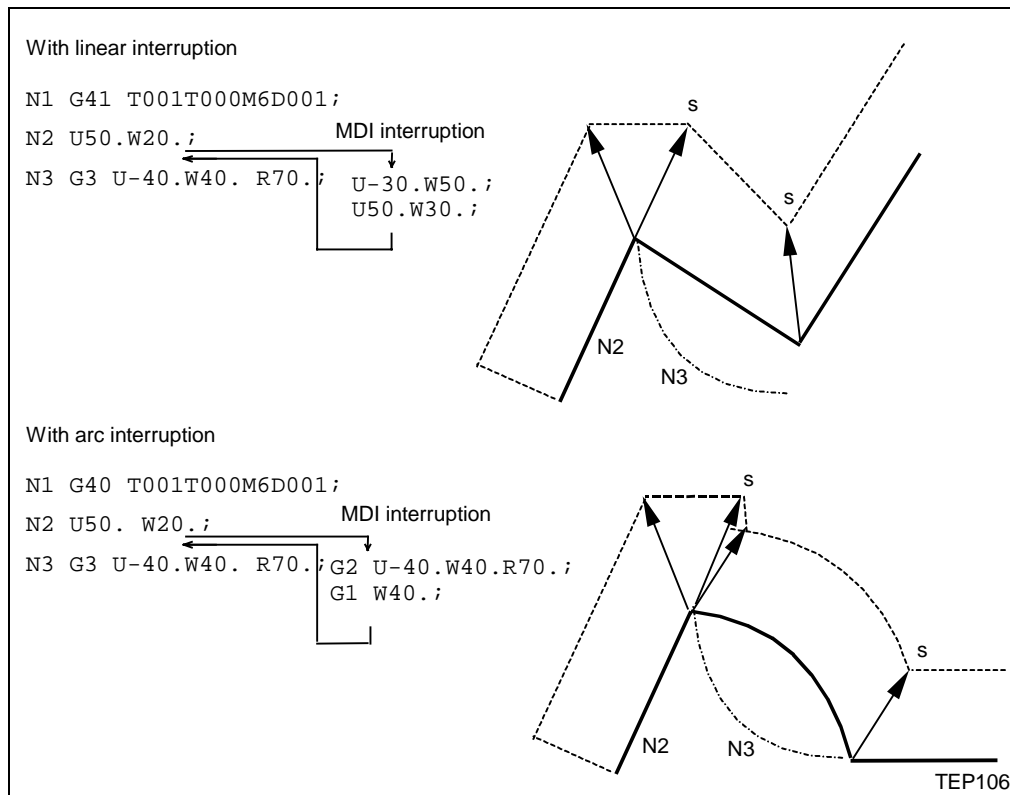 With linear interruption
N1 G41 T001T000M6D001;
N2 U50.W20.;
MDI interruption
N3 G3 U-40.W40. R70.;
U-30.W50.;
U50.W30.;
s
s
N2
N3
With arc interruption
N1 G40 T001T000M6D001;
N2 U50. W20.;
MDI interruption
N3 G3 U-40.W40. R70.;
G2 U-40.W40.R70.;
G1 W40.;
s
s
N2
N3
TEP106